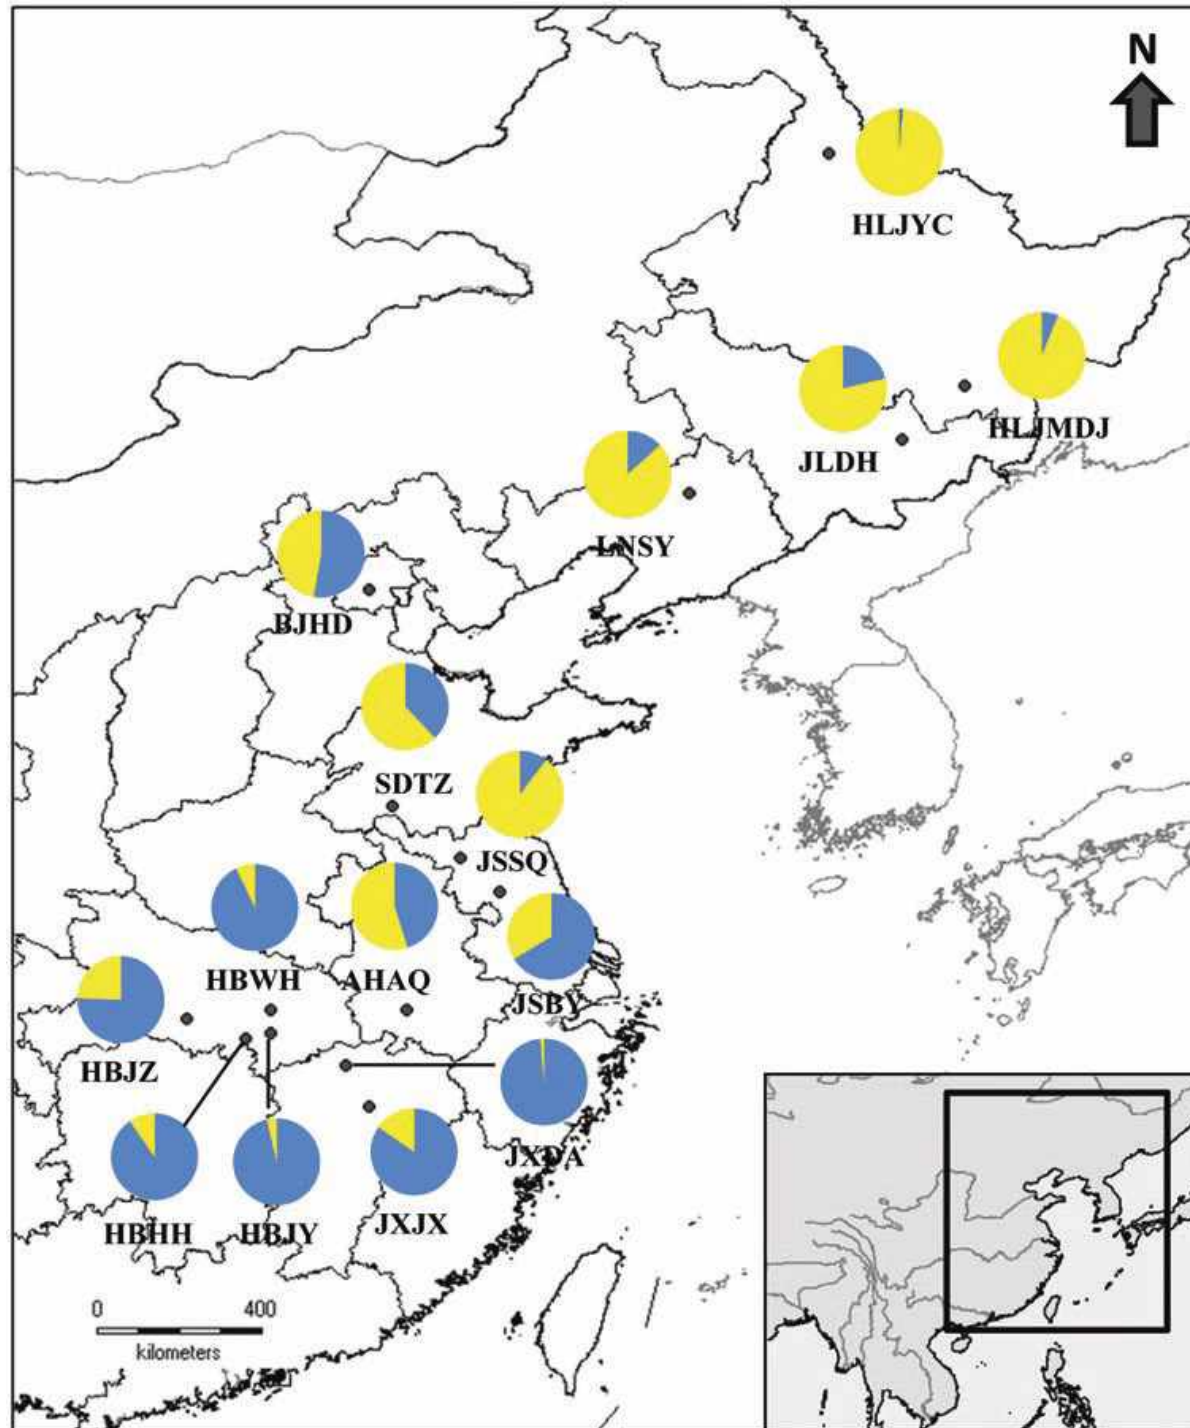 N
HLJYC
HLJMDJ
JLDH
LNSY
BJHD
SDTZ
JSSQ
HBWH
AHAQ
JSBY
HBJZ
JXDA
HBHH
HBJY
JXJX
0 400
kilometers